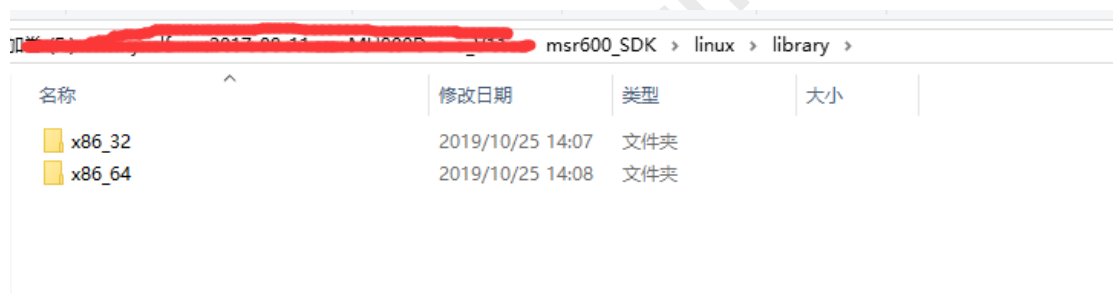 msr600_SDK > linux > library >
名称 修改日期 类型 大小
x86_32 2019/10/25 14:07 文件夹
x86_64 2019/10/25 14:08 文件夹